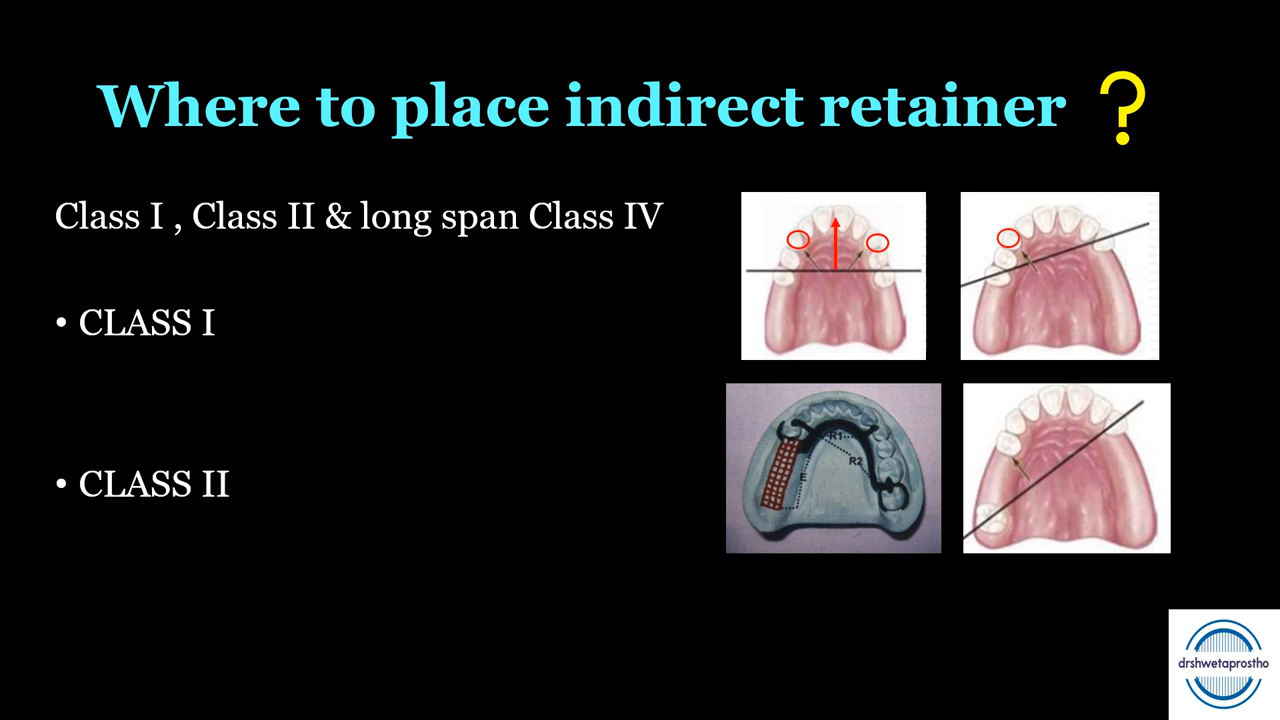 Where to place indirect retainer ?
Class I , Class II & long span Class IV
• CLASS I
• CLASS II
R1
R2
E
drshwetaprostho